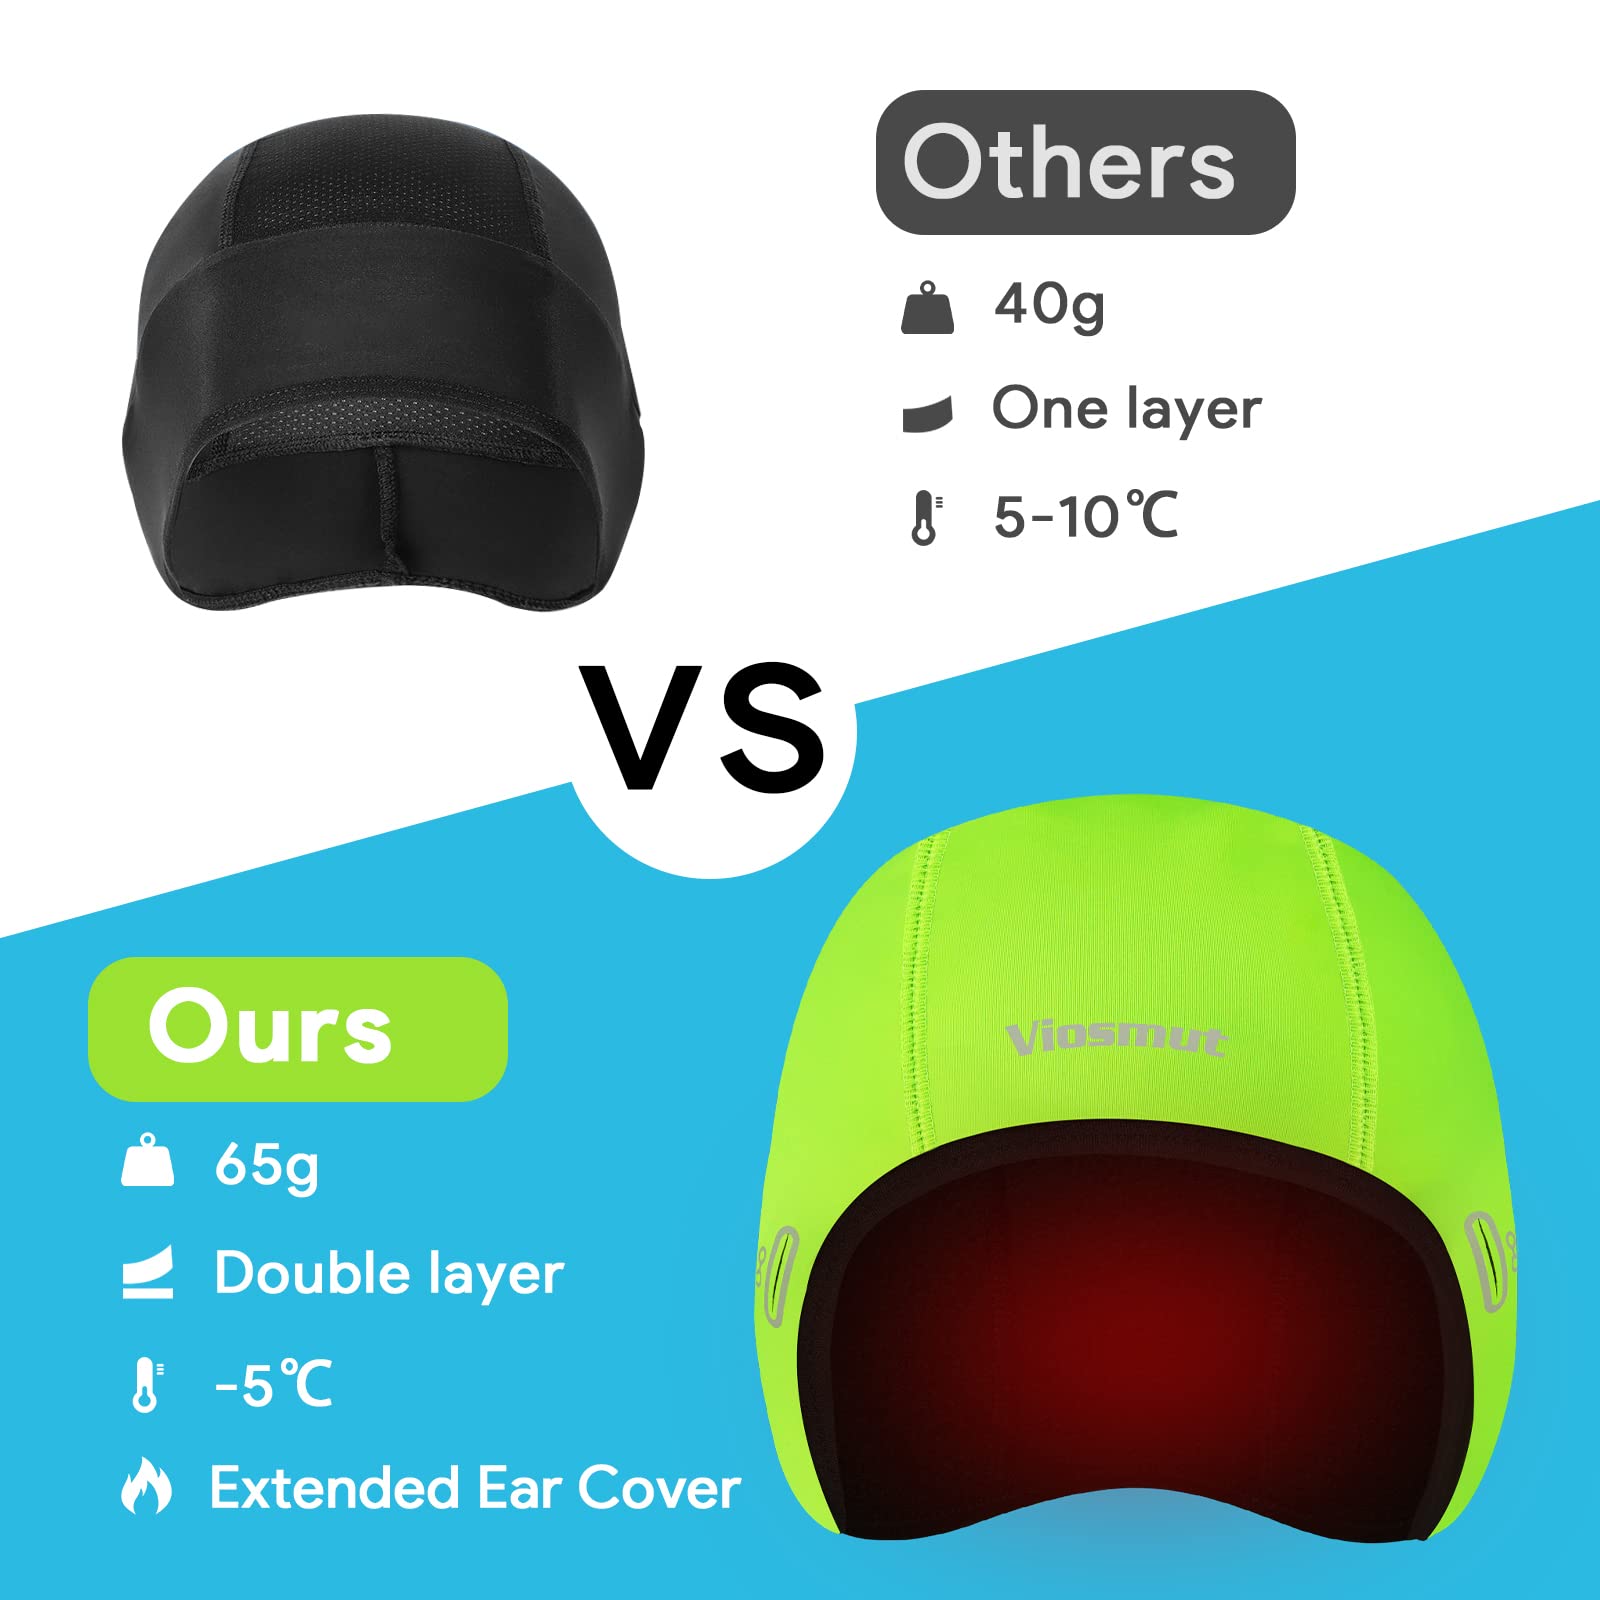 Others
40g
One layer
5-10℃
VS
Ours
65g
Double layer
-5℃
Extended Ear Cover
Viosmut